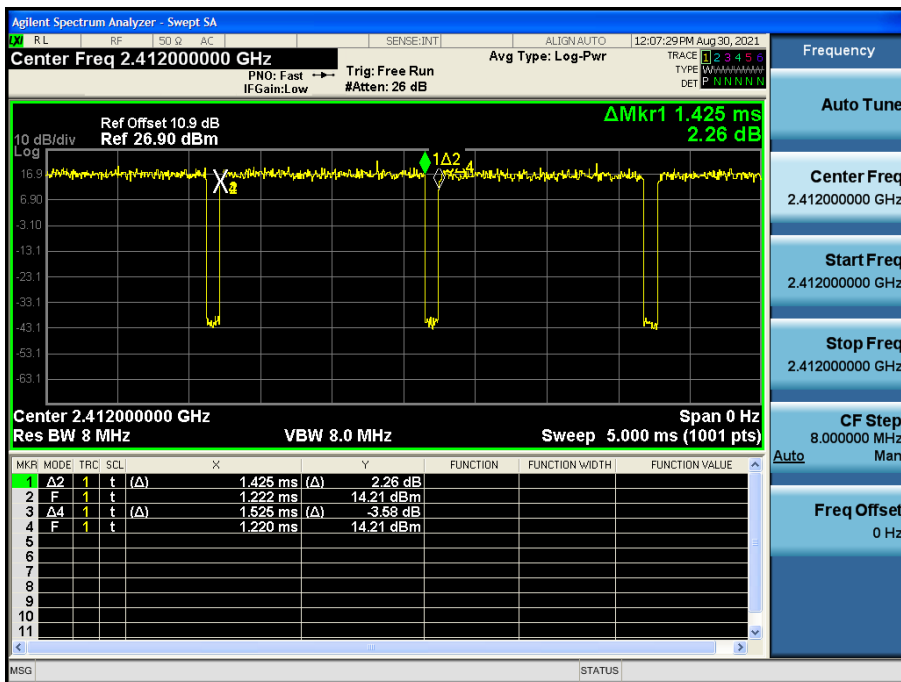 Agilent Spectrum Analyzer - Swept SA
LXI RL RF 50 Ω AC SENSE:INT ALIGN AUTO 12:07:29 PM Aug 30, 2021
Center Freq 2.412000000 GHz
PNO: Fast
IFGain:Low
Trig: Free Run
#Atten: 26 dB
Avg Type: Log-Pwr
TRACE 1 2 3 4 5 6
TYPE WWWWWWW
DET P N N N N N
ΔMkr1 1.425 ms
2.26 dB
Ref Offset 10.9 dB
10 dB/div Ref 26.90 dBm
Log
16.9
6.90
-3.10
-13.1
-23.1
-33.1
-43.1
-53.1
-63.1
2
1Δ2
4
Center 2.412000000 GHz Span 0 Hz
Res BW 8 MHz VBW 8.0 MHz Sweep 5.000 ms (1001 pts)
MKR MODE TRC SCL X Y FUNCTION FUNCTION WIDTH FUNCTION VALUE
1 Δ2 1 t (Δ) 1.425 ms (Δ) 2.26 dB
2 F 1 t 1.222 ms 14.21 dBm
3 Δ4 1 t (Δ) 1.525 ms (Δ) -3.58 dB
4 F 1 t 1.220 ms 14.21 dBm
5
6
7
8
9
10
11
MSG STATUS
Frequency
Auto Tune
Center Freq
2.412000000 GHz
Start Freq
2.412000000 GHz
Stop Freq
2.412000000 GHz
CF Step
8.000000 MHz
Auto Man
Freq Offset
0 Hz